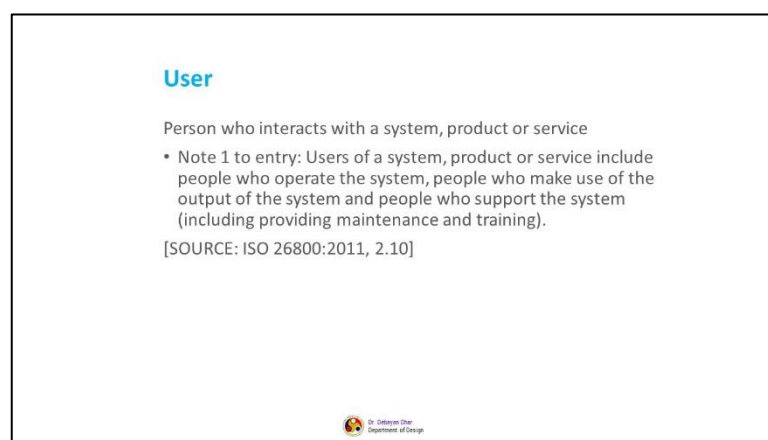 User
Person who interacts with a system, product or service
• Note 1 to entry: Users of a system, product or service include
people who operate the system, people who make use of the
output of the system and people who support the system
(including providing maintenance and training).
[SOURCE: ISO 26800:2011, 2.10]
Dr. Debayan Dhar
Department of Design